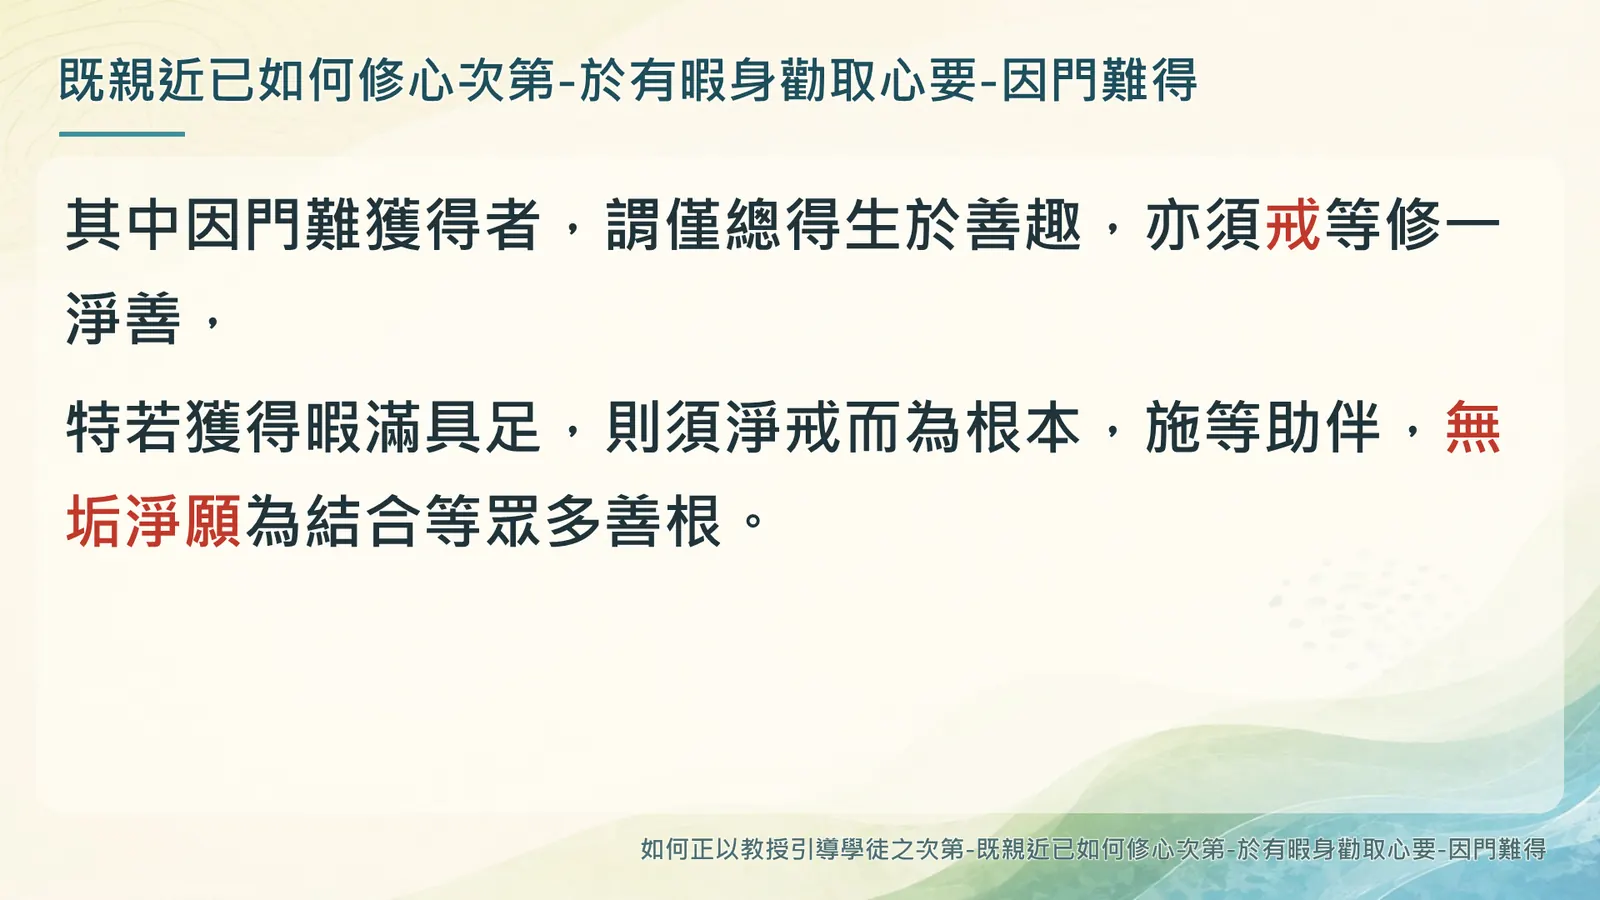 既親近已如何修心次第-於有暇身勸取心要-因門難得
其中因門難獲得者，謂僅總得生於善趣，亦須戒等修一
淨善，
特若獲得暇滿具足，則須淨戒而為根本，施等助伴，無
垢淨願為結合等眾多善根。
如何正以教授引導學徒之次第-既親近已如何修心次第-於有暇身勸取心要-因門難得